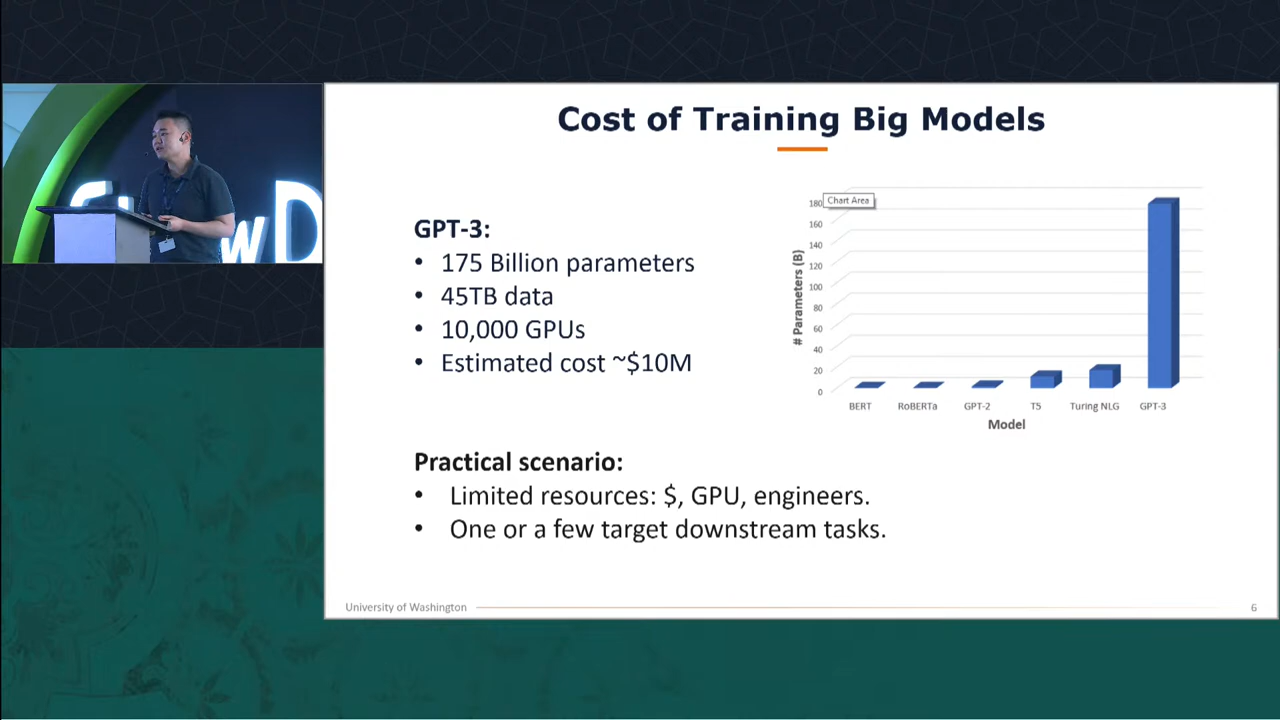 Cost of Training Big Models
GPT-3:
• 175 Billion parameters
• 45TB data
• 10,000 GPUs
• Estimated cost ~$10M
Chart Area
# Parameters (B)
180
160
140
120
100
80
60
40
20
0
BERT RoBERTa GPT-2 T5 Turing NLG GPT-3
Model
Practical scenario:
• Limited resources: $, GPU, engineers.
• One or a few target downstream tasks.
University of Washington 6